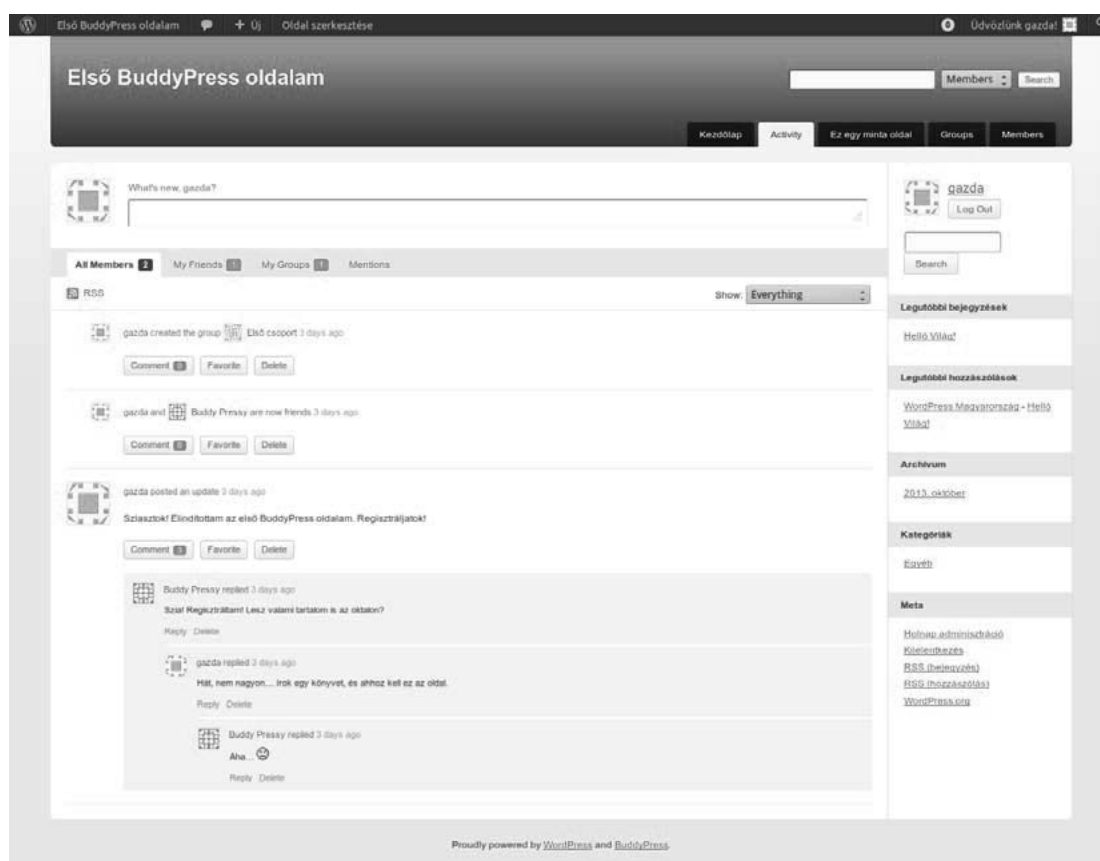 Első BuddyPress oldalam + Új Oldal szerkesztése 0 Üdvözlünk gazda!
Első BuddyPress oldalam
Members Search
Kezdőlap Activity Ez egy minta oldal Groups Members
What's new, gazda?
All Members 2 My Friends 1 My Groups 1 Mentions
RSS
Show: Everything
gazda created the group Első csoport 3 days ago
Comment 0 Favorite Delete
gazda and Buddy Pressy are now friends 3 days ago
Comment 0 Favorite Delete
gazda posted an update 3 days ago
Sziasztok! Elindítottam az első BuddyPress oldalam. Regisztráljatok!
Comment 3 Favorite Delete
Buddy Pressy replied 3 days ago
Szia! Regisztráltam! Lesz valami tartalom is az oldalon?
Reply Delete
gazda replied 3 days ago
Hát, nem nagyon.... Irok egy könyvet, és ahhoz kell ez az oldal.
Reply Delete
Buddy Pressy replied 3 days ago
Aha...
Reply Delete
gazda
Log Out
Search
Legutóbbi bejegyzések
Helló Világ!
Legutóbbi hozzászólások
WordPress Magyarország - Helló
Világ!
Archívum
2013. október
Kategóriák
Egyéb
Meta
Honlap adminisztráció
Kijelentkezés
RSS (bejegyzés)
RSS (hozzászólás)
WordPress.org
Proudly powered by WordPress and BuddyPress.